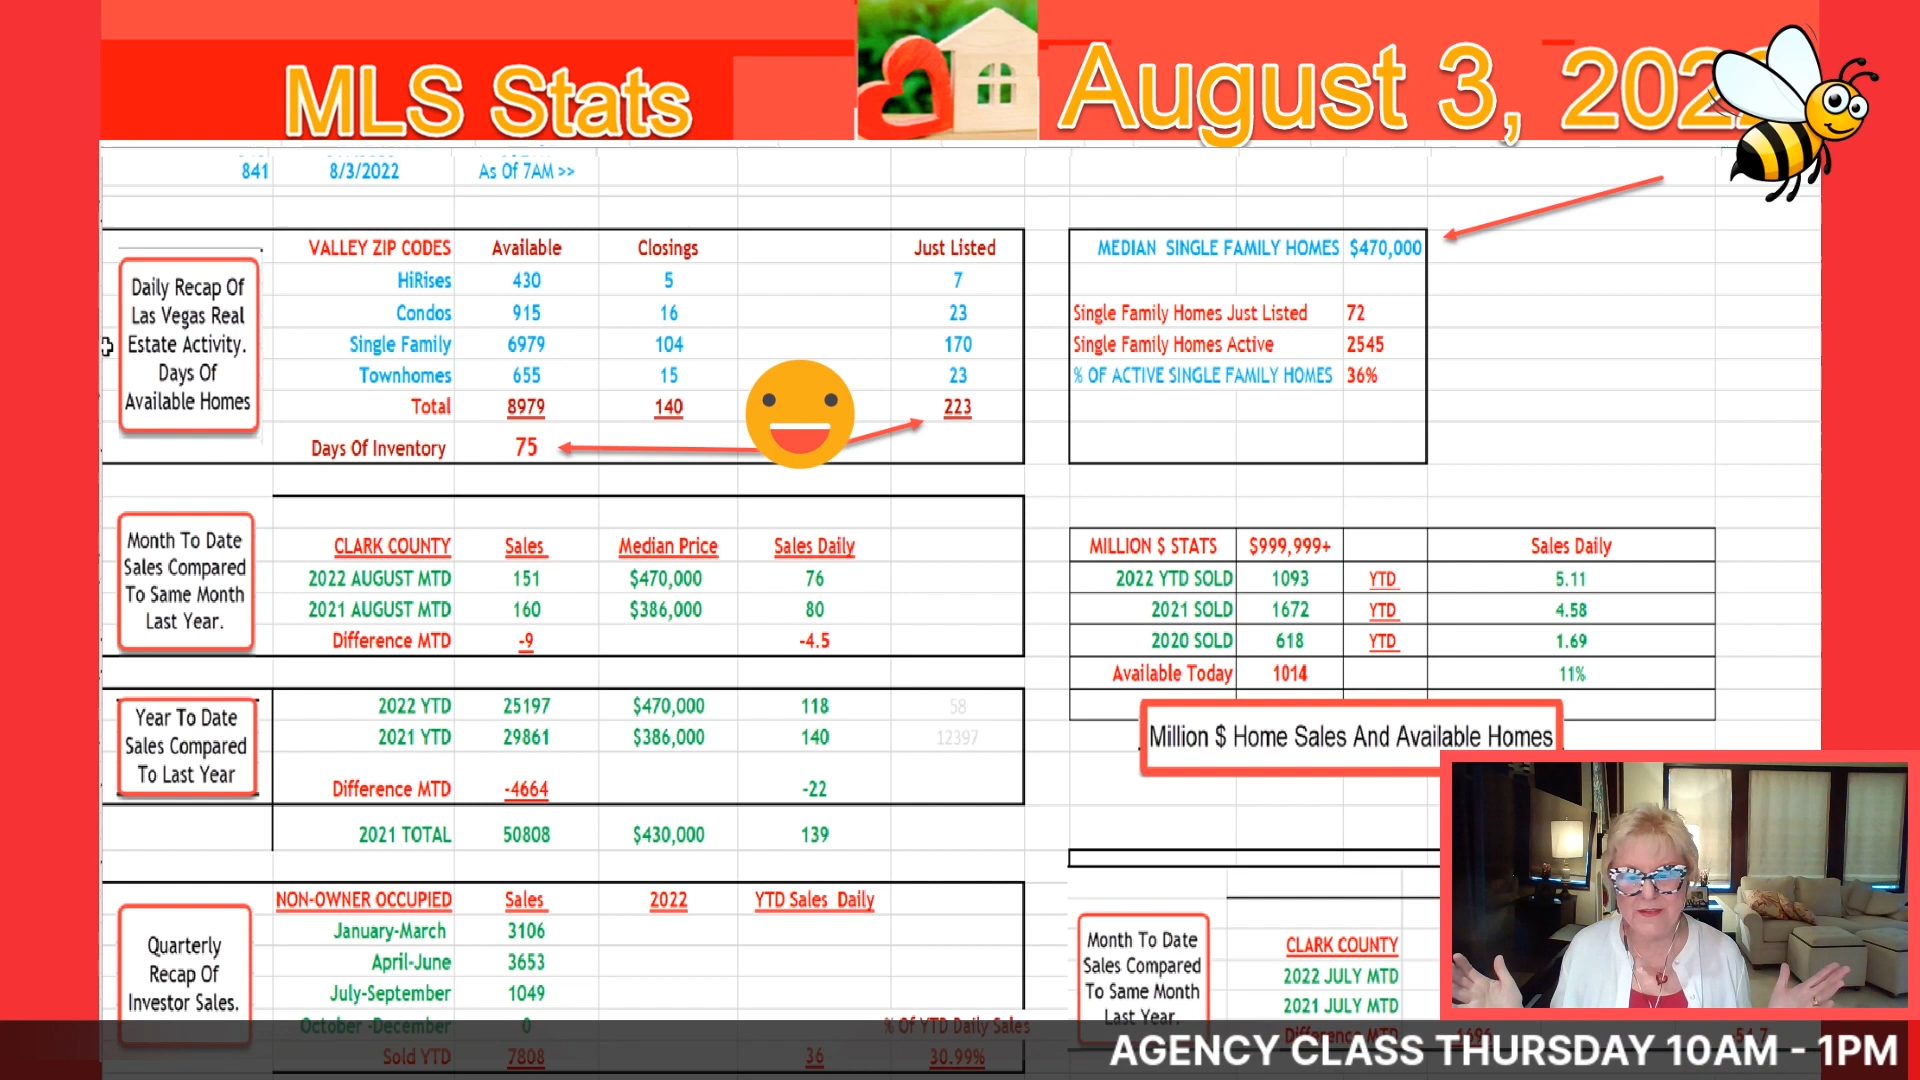 MLS Stats
August 3, 202
841 8/3/2022 As Of 7AM >>
Daily Recap Of
Las Vegas Real
Estate Activity.
Days Of
Available Homes
VALLEY ZIP CODES Available Closings Just Listed
HiRises 430 5 7
Condos 915 16 23
Single Family 6979 104 170
Townhomes 655 15 23
Total 8979 140 223
Days Of Inventory 75
MEDIAN SINGLE FAMILY HOMES $470,000
Single Family Homes Just Listed 72
Single Family Homes Active 2545
% OF ACTIVE SINGLE FAMILY HOMES 36%
Month To Date
Sales Compared
To Same Month
Last Year.
CLARK COUNTY Sales Median Price Sales Daily
2022 AUGUST MTD 151 $470,000 76
2021 AUGUST MTD 160 $386,000 80
Difference MTD -9 -4.5
MILLION $ STATS $999,999+ Sales Daily
2022 YTD SOLD 1093 YTD 5.11
2021 SOLD 1672 YTD 4.58
2020 SOLD 618 YTD 1.69
Available Today 1014 11%
Million $ Home Sales And Available Homes
Year To Date
Sales Compared
To Last Year
2022 YTD 25197 $470,000 118 58
2021 YTD 29861 $386,000 140 12397
Difference MTD -4664 -22
2021 TOTAL 50808 $430,000 139
Quarterly
Recap Of
Investor Sales.
NON-OWNER OCCUPIED Sales 2022 YTD Sales Daily
January-March 3106
April-June 3653
July-September 1049
October -December 0 % Of YTD Daily Sales
Sold YTD 7808 36 30.99%
Month To Date
Sales Compared
To Same Month
Last Year.
CLARK COUNTY
2022 JULY MTD
2021 JULY MTD
Difference MTD 1696 54.7
AGENCY CLASS THURSDAY 10AM - 1PM